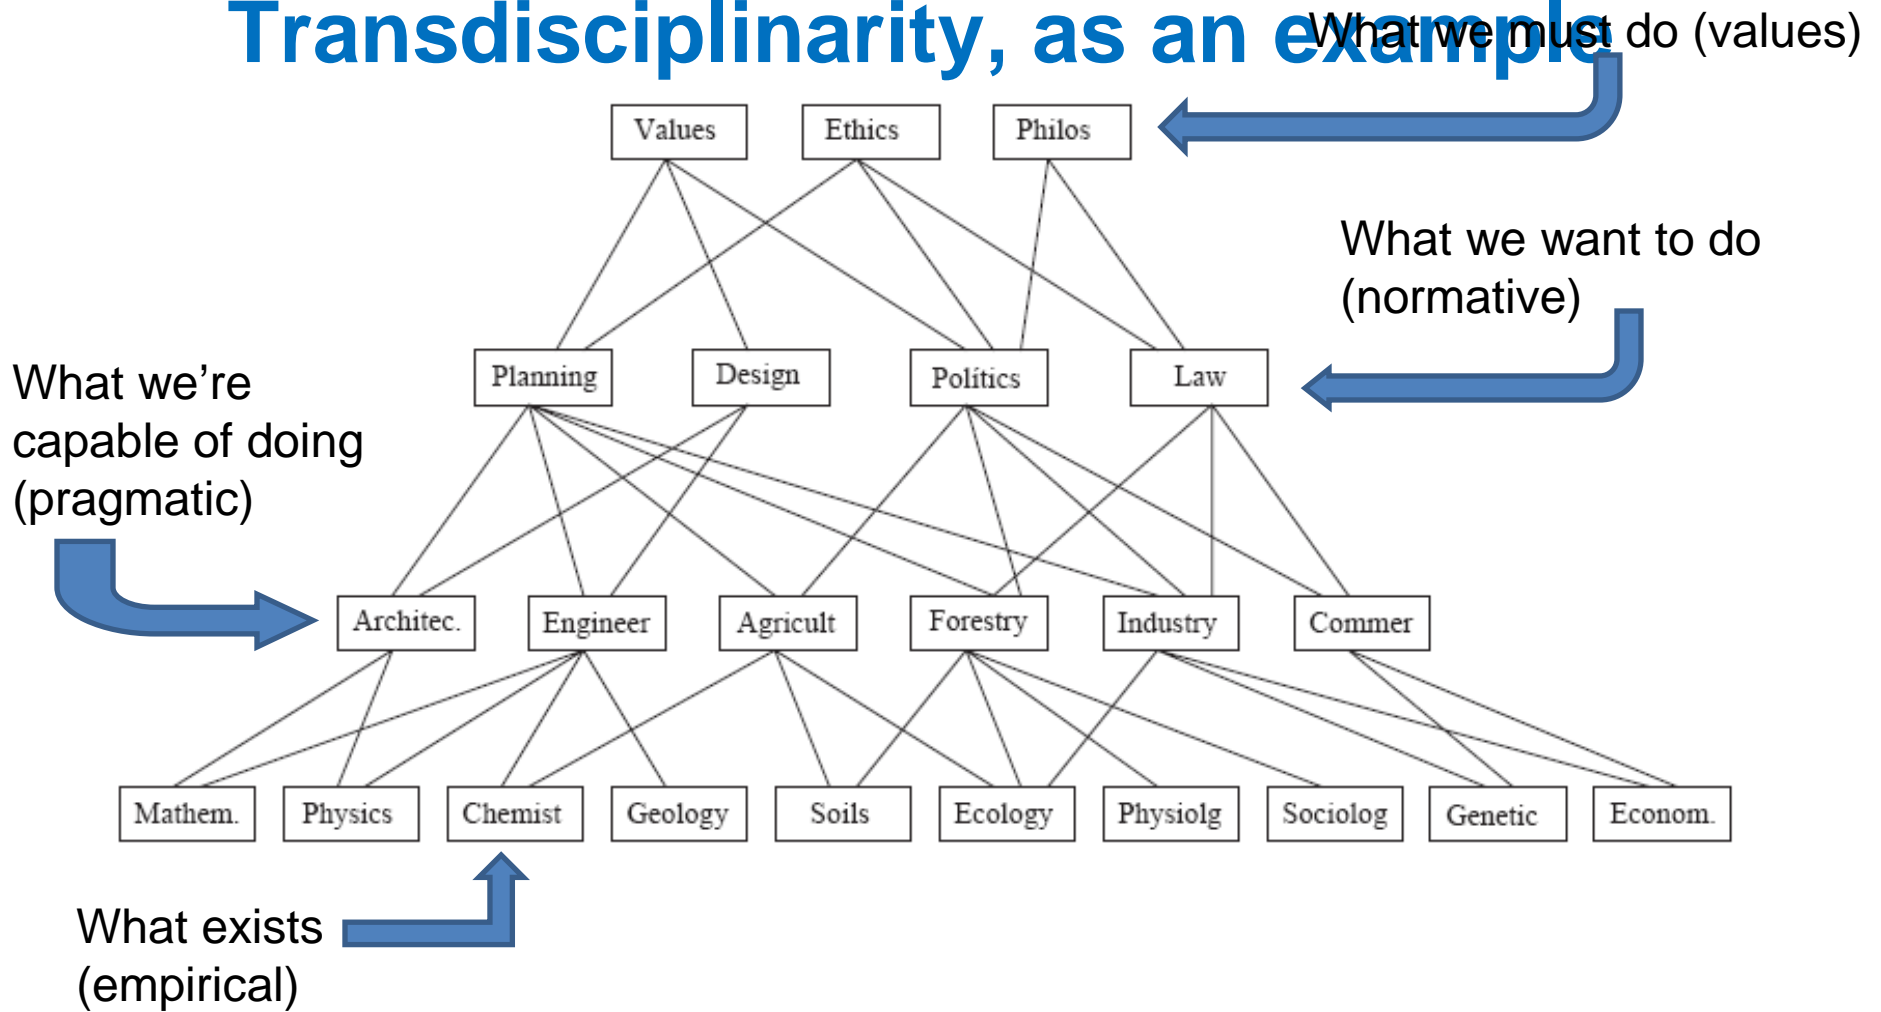 Transdisciplinarity, as an example
What we must do (values)
Values Ethics Philos
What we want to do
(normative)
Planning Design Politics Law
What we’re
capable of doing
(pragmatic)
Architec. Engineer Agricult Forestry Industry Commer
Mathem. Physics Chemist Geology Soils Ecology Physiolg Sociolog Genetic Econom.
What exists
(empirical)